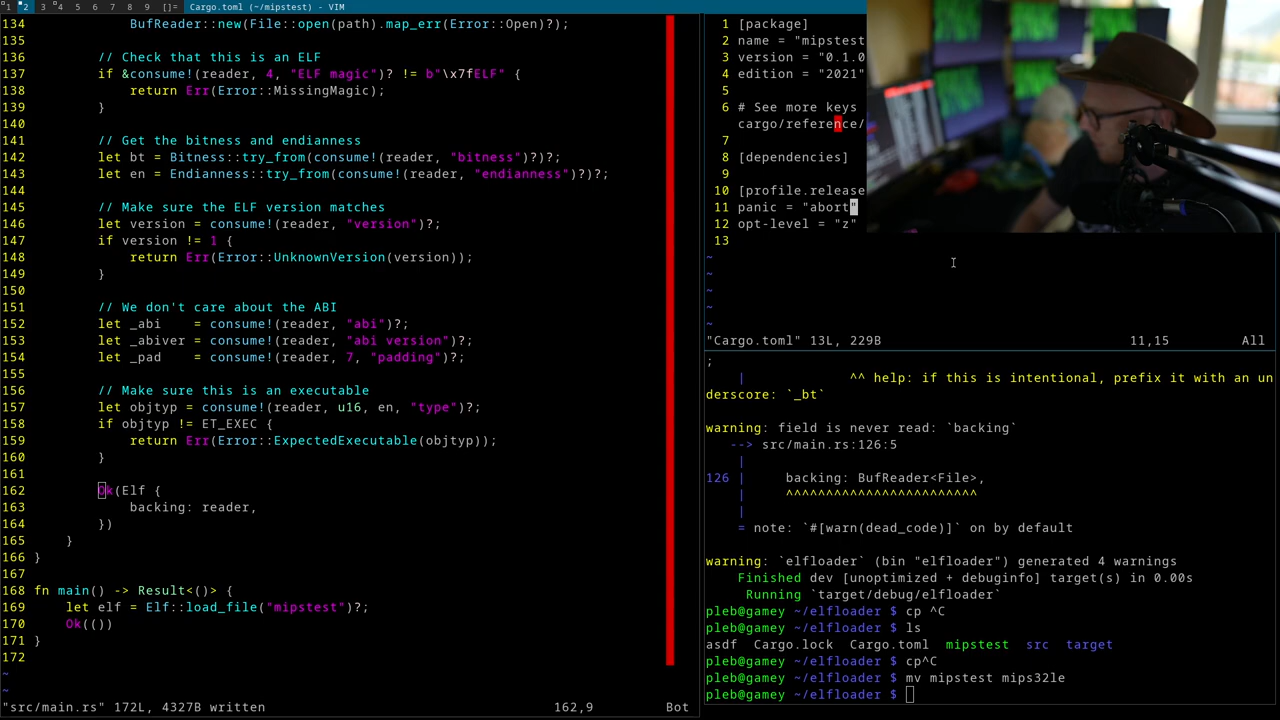 1 2 3 4 5 6 7 8 9 []= Cargo.toml (~/mipstest) - VIM
134             BufReader::new(File::open(path).map_err(Error::Open)?);
135
136         // Check that this is an ELF
137         if &consume!(reader, 4, "ELF magic")? != b"\x7fELF" {
138             return Err(Error::MissingMagic);
139         }
140
141         // Get the bitness and endianness
142         let bt = Bitness::try_from(consume!(reader, "bitness")?)?;
143         let en = Endianness::try_from(consume!(reader, "endianness")?)?;
144
145         // Make sure the ELF version matches
146         let version = consume!(reader, "version")?;
147         if version != 1 {
148             return Err(Error::UnknownVersion(version));
149         }
150
151         // We don't care about the ABI
152         let _abi    = consume!(reader, "abi")?;
153         let _abiver = consume!(reader, "abi version")?;
154         let _pad    = consume!(reader, 7, "padding")?;
155
156         // Make sure this is an executable
157         let objtyp = consume!(reader, u16, en, "type")?;
158         if objtyp != ET_EXEC {
159             return Err(Error::ExpectedExecutable(objtyp));
160         }
161
162         Ok(Elf {
163             backing: reader,
164         })
165     }
166 }
167
168 fn main() -> Result<()> {
169     let elf = Elf::load_file("mipstest")?;
170     Ok(())
171 }
172
~
~
"src/main.rs" 172L, 4327B written 162,9 Bot
1 [package]
2 name = "mipstest
3 version = "0.1.0
4 edition = "2021"
5
6 # See more keys
cargo/reference/
7
8 [dependencies]
9
10 [profile.release
11 panic = "abort"
12 opt-level = "z"
13
~
~
~
~
~
"Cargo.toml" 13L, 229B 11,15 All
;
    |             ^^ help: if this is intentional, prefix it with an un
derscore: `_bt`
warning: field is never read: `backing`
   --> src/main.rs:126:5
    |
126 |     backing: BufReader<File>,
    |     ^^^^^^^^^^^^^^^^^^^^^^^^
    |
    = note: `#[warn(dead_code)]` on by default
warning: `elfloader` (bin "elfloader") generated 4 warnings
    Finished dev [unoptimized + debuginfo] target(s) in 0.00s
     Running `target/debug/elfloader`
pleb@gamey ~/elfloader $ cp ^C
pleb@gamey ~/elfloader $ ls
asdf  Cargo.lock  Cargo.toml  mipstest  src  target
pleb@gamey ~/elfloader $ cp^C
pleb@gamey ~/elfloader $ mv mipstest mips32le
pleb@gamey ~/elfloader $